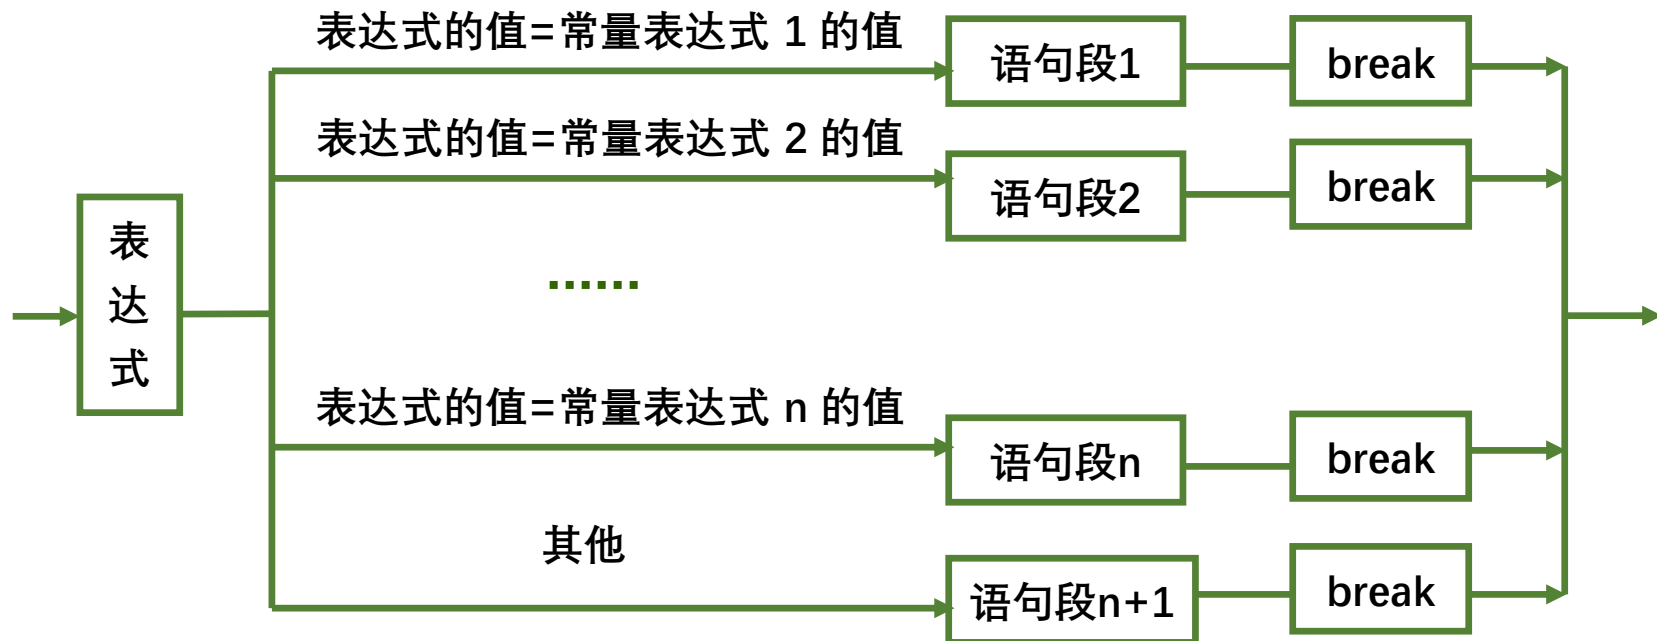 表达式的值=常量表达式 1 的值
语句段1
break
表达式的值=常量表达式 2 的值
语句段2
break
表
达
式
······
表达式的值=常量表达式 n 的值
语句段n
break
其他
语句段n+1
break